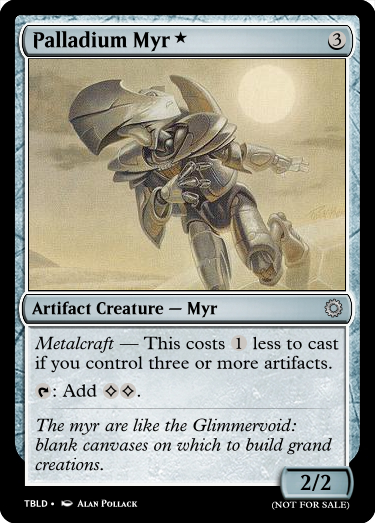 Palladium Myr ★ 3
Artifact Creature — Myr
Metalcraft — This costs 1 less to cast
if you control three or more artifacts.
: Add .
The myr are like the Glimmervoid:
blank canvases on which to build grand
creations.
2/2
TBLD • Alan Pollack
(NOT FOR SALE)